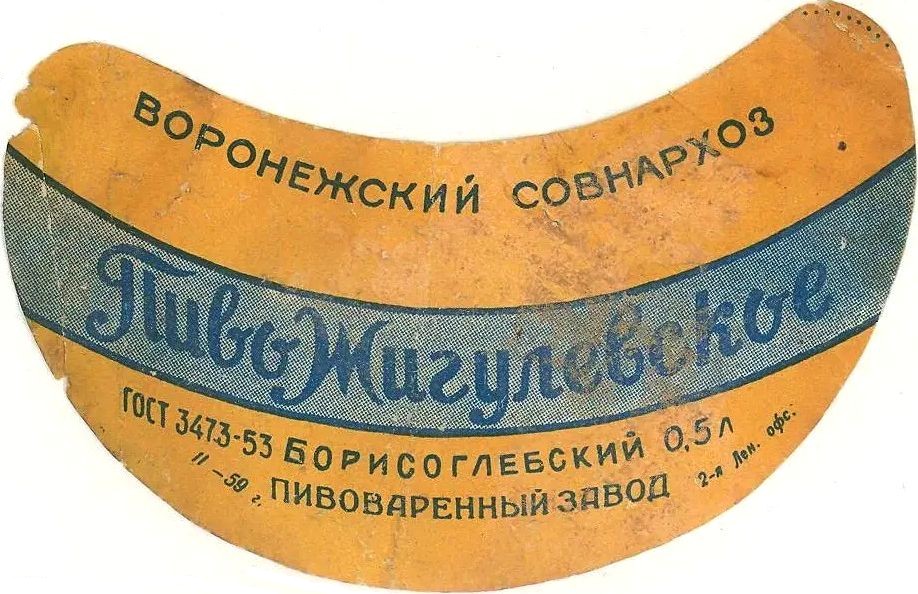 ВОРОНЕЖСКИЙ СОВНАРХОЗ
Пиво Жигулевское
ГОСТ 3473-53 БОРИСОГЛЕБСКИЙ 0,5 Л
II-59 г. ПИВОВАРЕННЫЙ ЗАВОД 2-я Лен. офс.